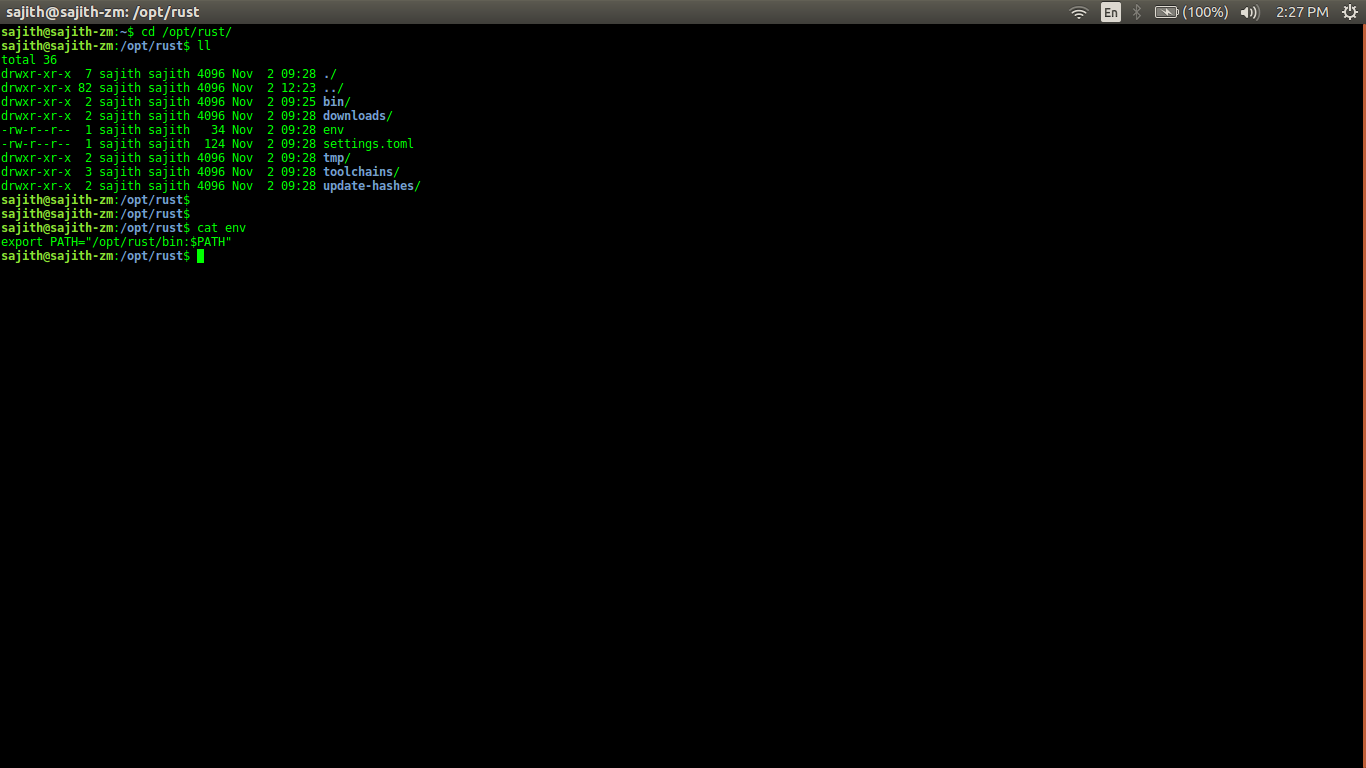 sajith@sajith-zm: /opt/rust En (100%) 2:27 PM
sajith@sajith-zm:~$ cd /opt/rust/
sajith@sajith-zm:/opt/rust$ ll
total 36
drwxr-xr-x  7 sajith sajith 4096 Nov  2 09:28 ./
drwxr-xr-x 82 sajith sajith 4096 Nov  2 12:23 ../
drwxr-xr-x  2 sajith sajith 4096 Nov  2 09:25 bin/
drwxr-xr-x  2 sajith sajith 4096 Nov  2 09:28 downloads/
-rw-r--r--  1 sajith sajith   34 Nov  2 09:28 env
-rw-r--r--  1 sajith sajith  124 Nov  2 09:28 settings.toml
drwxr-xr-x  2 sajith sajith 4096 Nov  2 09:28 tmp/
drwxr-xr-x  3 sajith sajith 4096 Nov  2 09:28 toolchains/
drwxr-xr-x  2 sajith sajith 4096 Nov  2 09:28 update-hashes/
sajith@sajith-zm:/opt/rust$
sajith@sajith-zm:/opt/rust$
sajith@sajith-zm:/opt/rust$ cat env
export PATH="/opt/rust/bin:$PATH"
sajith@sajith-zm:/opt/rust$